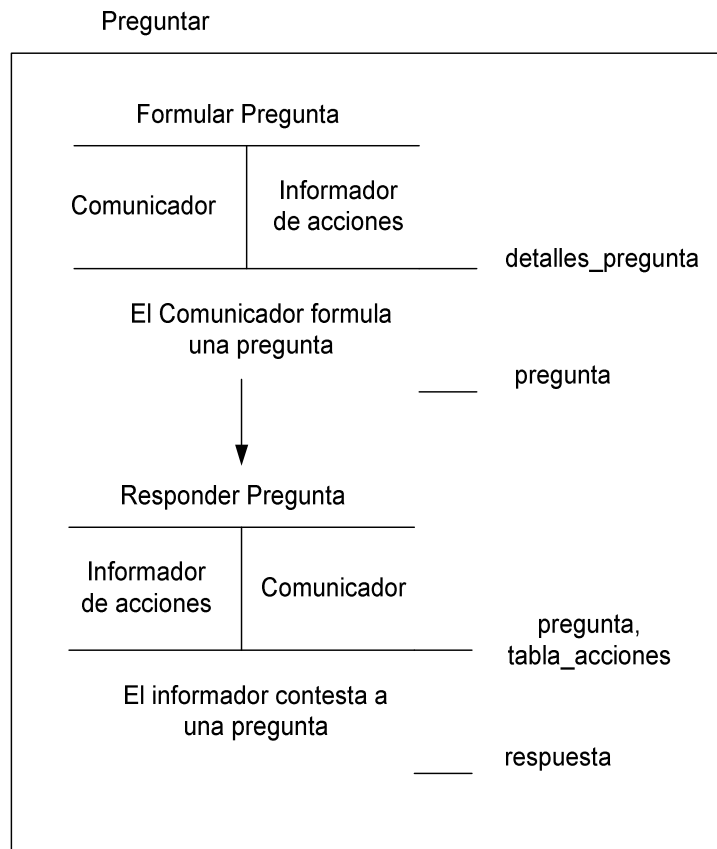 Preguntar
Formular Pregunta
Comunicador
Informador
de acciones
detalles_pregunta
El Comunicador formula
una pregunta
pregunta
Responder Pregunta
Informador
de acciones
Comunicador
pregunta,
tabla_acciones
El informador contesta a
una pregunta
respuesta